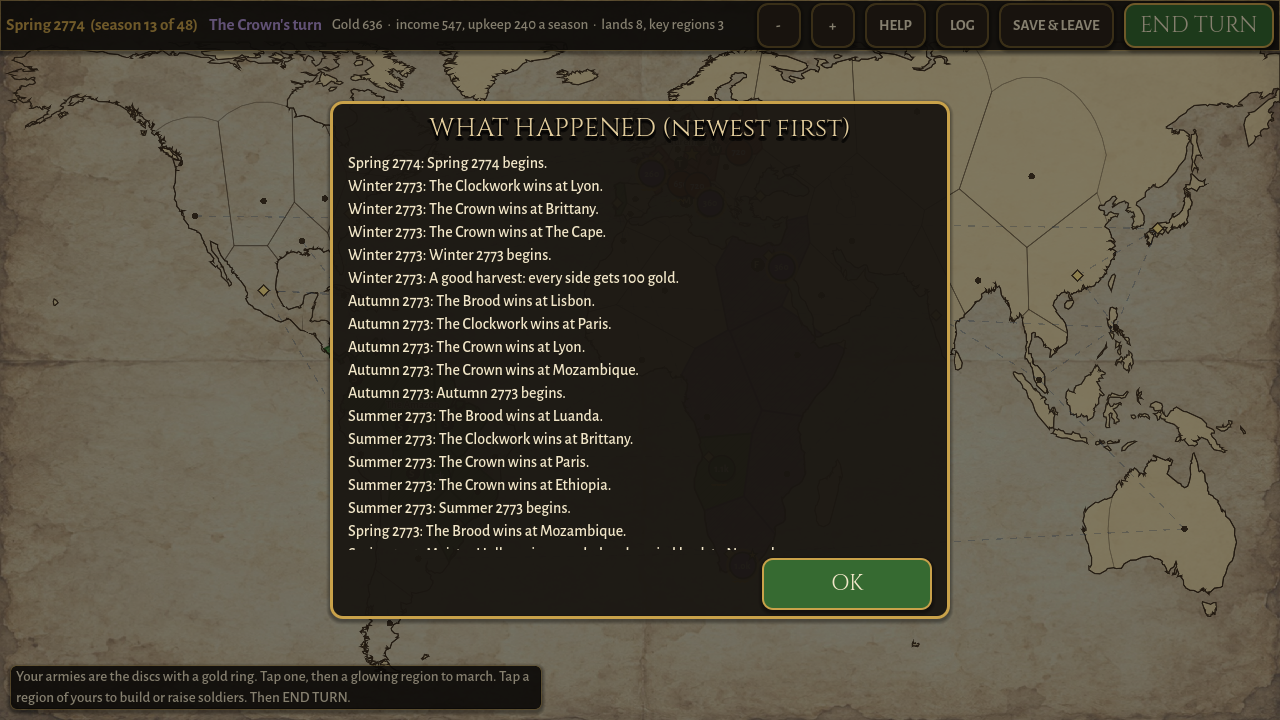 Spring 2774 (season 13 of 48) The Crown's turn Gold 636 · income 547, upkeep 240 a season · lands 8, key regions 3 - + HELP LOG SAVE & LEAVE END TURN
WHAT HAPPENED (NEWEST FIRST)
Spring 2774: Spring 2774 begins.
Winter 2773: The Clockwork wins at Lyon.
Winter 2773: The Crown wins at Brittany.
Winter 2773: The Crown wins at The Cape.
Winter 2773: Winter 2773 begins.
Winter 2773: A good harvest: every side gets 100 gold.
Autumn 2773: The Brood wins at Lisbon.
Autumn 2773: The Clockwork wins at Paris.
Autumn 2773: The Crown wins at Lyon.
Autumn 2773: The Crown wins at Mozambique.
Autumn 2773: Autumn 2773 begins.
Summer 2773: The Brood wins at Luanda.
Summer 2773: The Clockwork wins at Brittany.
Summer 2773: The Crown wins at Paris.
Summer 2773: The Crown wins at Ethiopia.
Summer 2773: Summer 2773 begins.
Spring 2773: The Brood wins at Mozambique.
OK
Your armies are the discs with a gold ring. Tap one, then a glowing region to march. Tap a
region of yours to build or raise soldiers. Then END TURN.